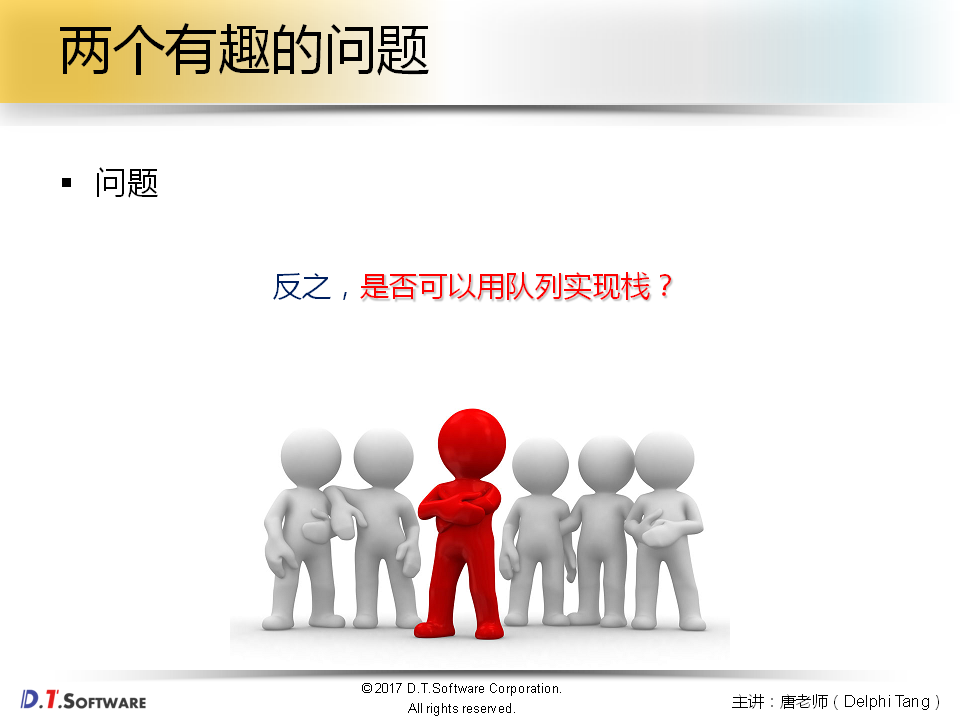 两个有趣的问题
问题
反之，是否可以用队列实现栈？
D.T.SOFTWARE
©2017 D.T.Software Corporation.
All rights reserved.
主讲：唐老师（Delphi Tang）